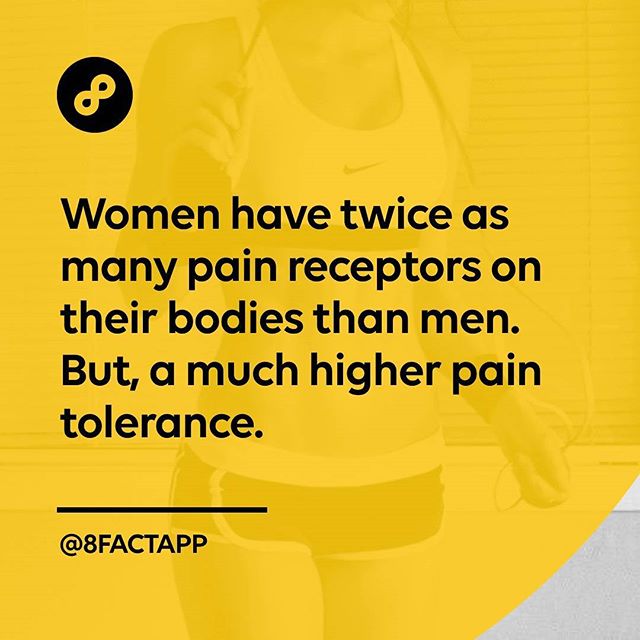 Women have twice as
many pain receptors on
their bodies than men.
But, a much higher pain
tolerance.
@8FACTAPP